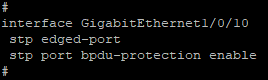 #
interface GigabitEthernet1/0/10
 stp edged-port
 stp port bpdu-protection enable
#